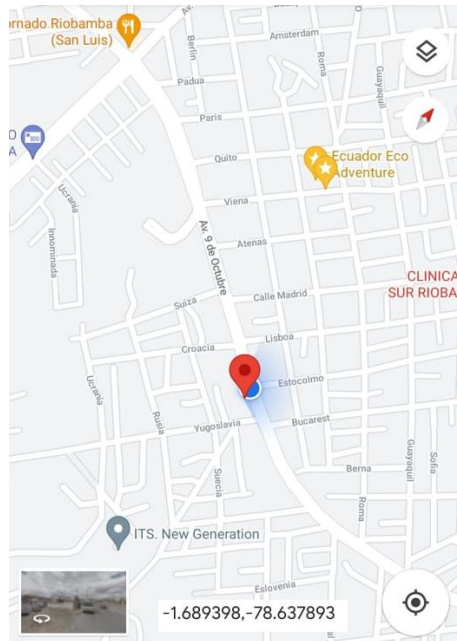 ornado Riobamba
(San Luis)
Berlin
Amsterdam
Roma
Guayaquil
Padua
Paris
O
A
Quito
Ecuador Eco
Adventure
Ucrania
Viena
Innominada
Av. 9 de Octubre
Atenas
CLINICA
SUR RIOBA
Suiza
Calle Madrid
Lisboa
Croacia
Estocolmo
Ucrania
Rusia
Yugoslavia
Bucarest
Suecia
Berna
Guayaquil
Sofia
Roma
ITS. New Generation
Eslovenia
-1.689398,-78.637893